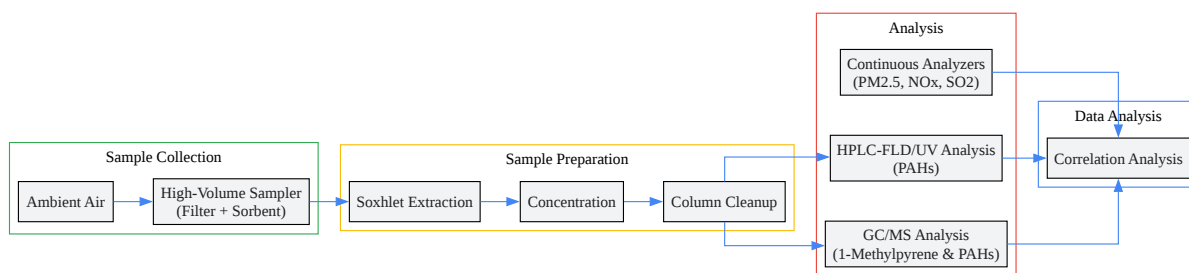 Sample Collection
Ambient Air
High-Volume Sampler
(Filter + Sorbent)
Sample Preparation
Soxhlet Extraction
Concentration
Column Cleanup
Analysis
Continuous Analyzers
(PM2.5, NOx, SO2)
HPLC-FLD/UV Analysis
(PAHs)
GC/MS Analysis
(1-Methylpyrene & PAHs)
Data Analysis
Correlation Analysis